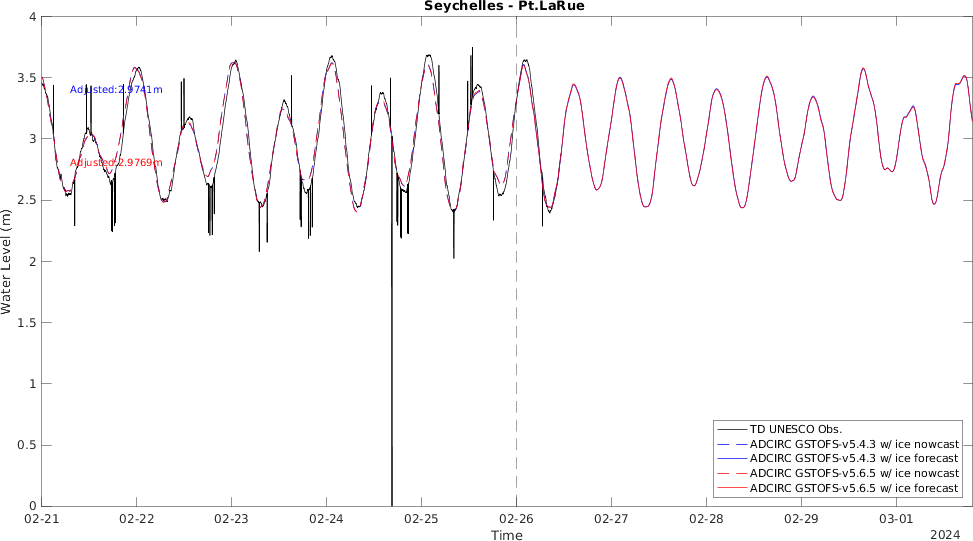 Seychelles - Pt.LaRue
Water Level (m)
4
3.5
3
2.5
2
1.5
1
0.5
0
Adjusted:2.9741m
Adjusted:2.9769m
TD UNESCO Obs.
ADCIRC GSTOFS-v5.4.3 w/ ice nowcast
ADCIRC GSTOFS-v5.4.3 w/ ice forecast
ADCIRC GSTOFS-v5.6.5 w/ ice nowcast
ADCIRC GSTOFS-v5.6.5 w/ ice forecast
02-21 02-22 02-23 02-24 02-25 02-26 02-27 02-28 02-29 03-01
Time
2024